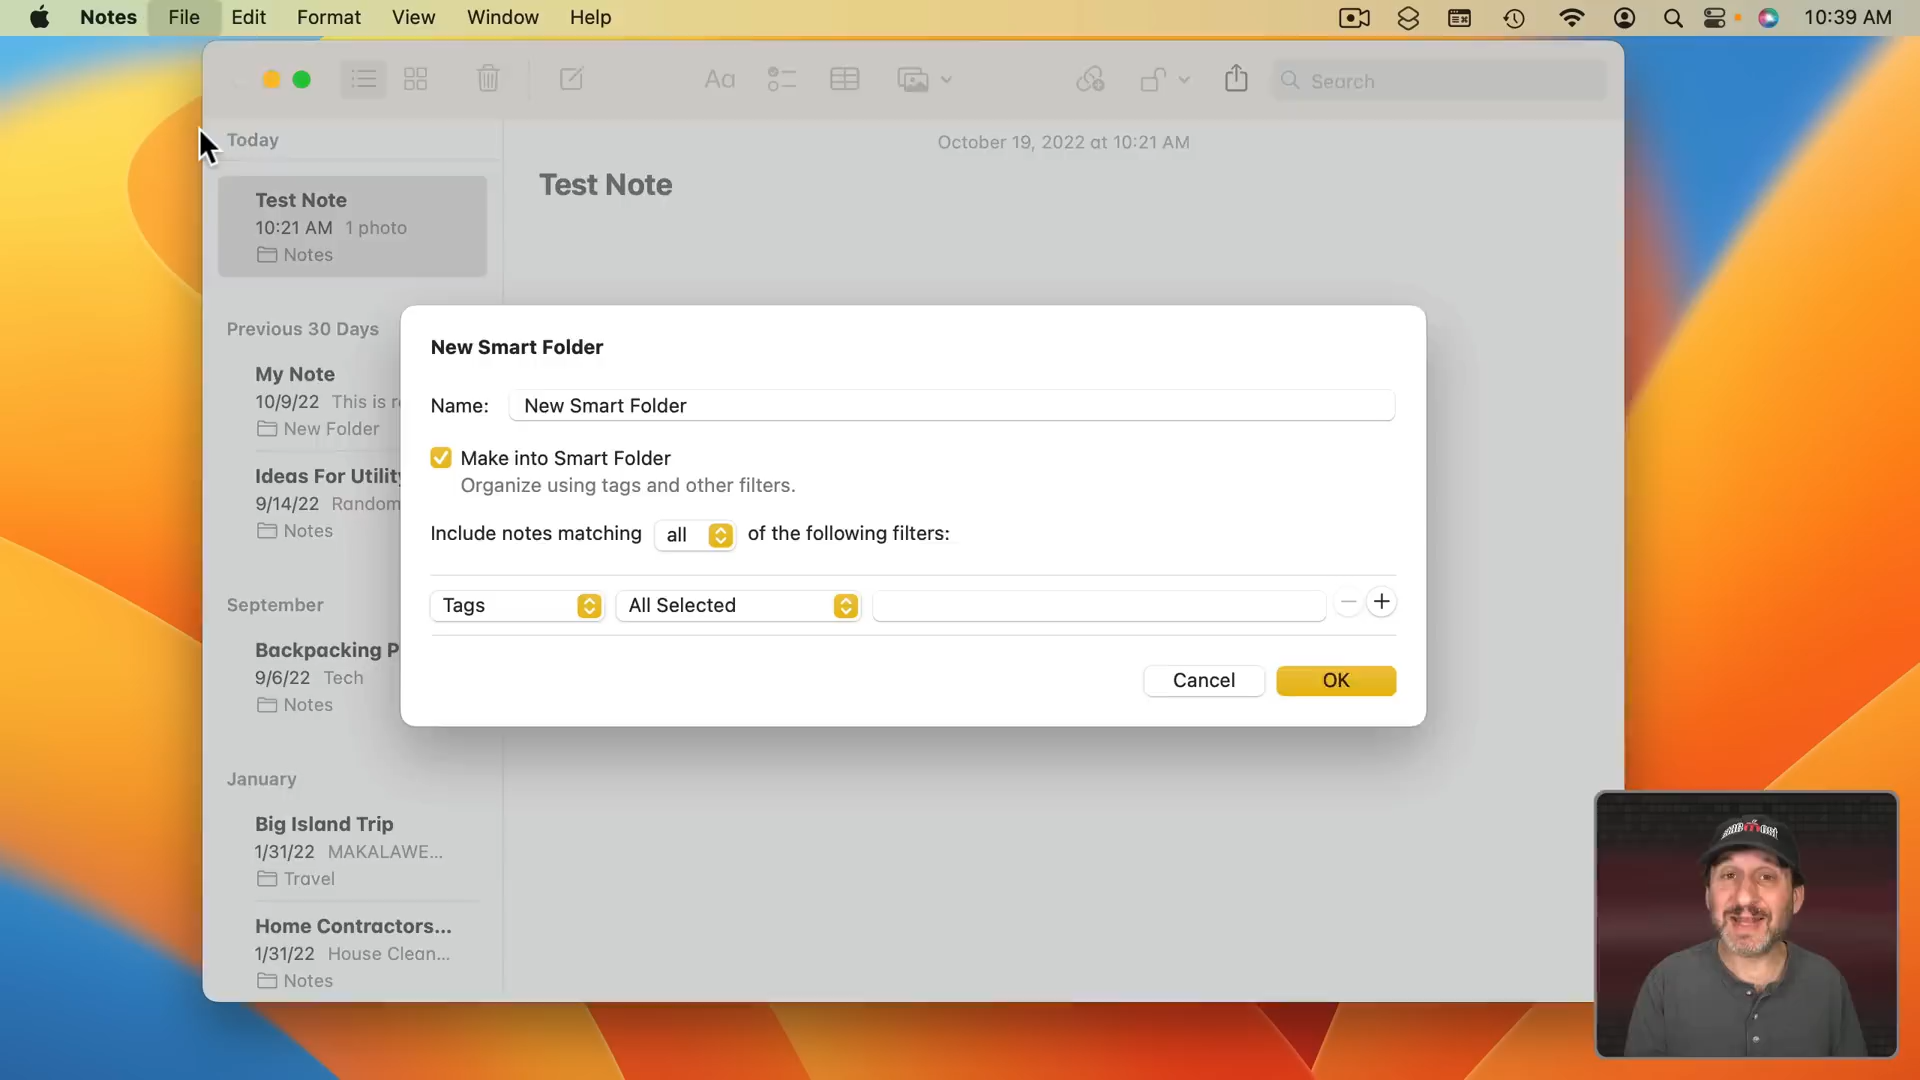 Notes File Edit Format View Window Help 10:39 AM
Aa Search
Today
Test Note
10:21 AM 1 photo
Notes
Previous 30 Days
My Note
10/9/22 This is r
New Folder
Ideas For Utility
9/14/22 Random
Notes
September
Backpacking P
9/6/22 Tech
Notes
January
Big Island Trip
1/31/22 MAKALAWE...
Travel
Home Contractors...
1/31/22 House Clean...
Notes
October 19, 2022 at 10:21 AM
Test Note
New Smart Folder
Name: New Smart Folder
Make into Smart Folder
Organize using tags and other filters.
Include notes matching all of the following filters:
Tags All Selected
Cancel OK